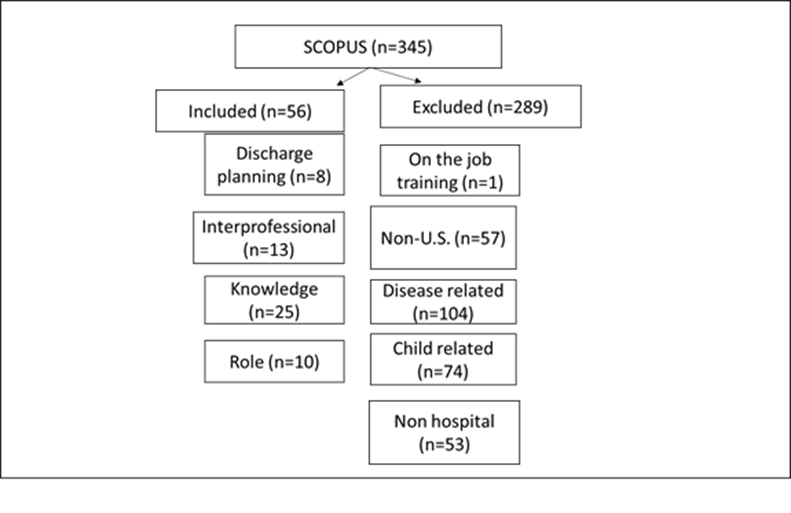 SCOPUS (n=345)
Included (n=56)
Excluded (n=289)
Discharge
planning (n=8)
On the job
training (n=1)
Interprofessional
(n=13)
Non-U.S. (n=57)
Knowledge
(n=25)
Disease related
(n=104)
Role (n=10)
Child related
(n=74)
Non hospital
(n=53)